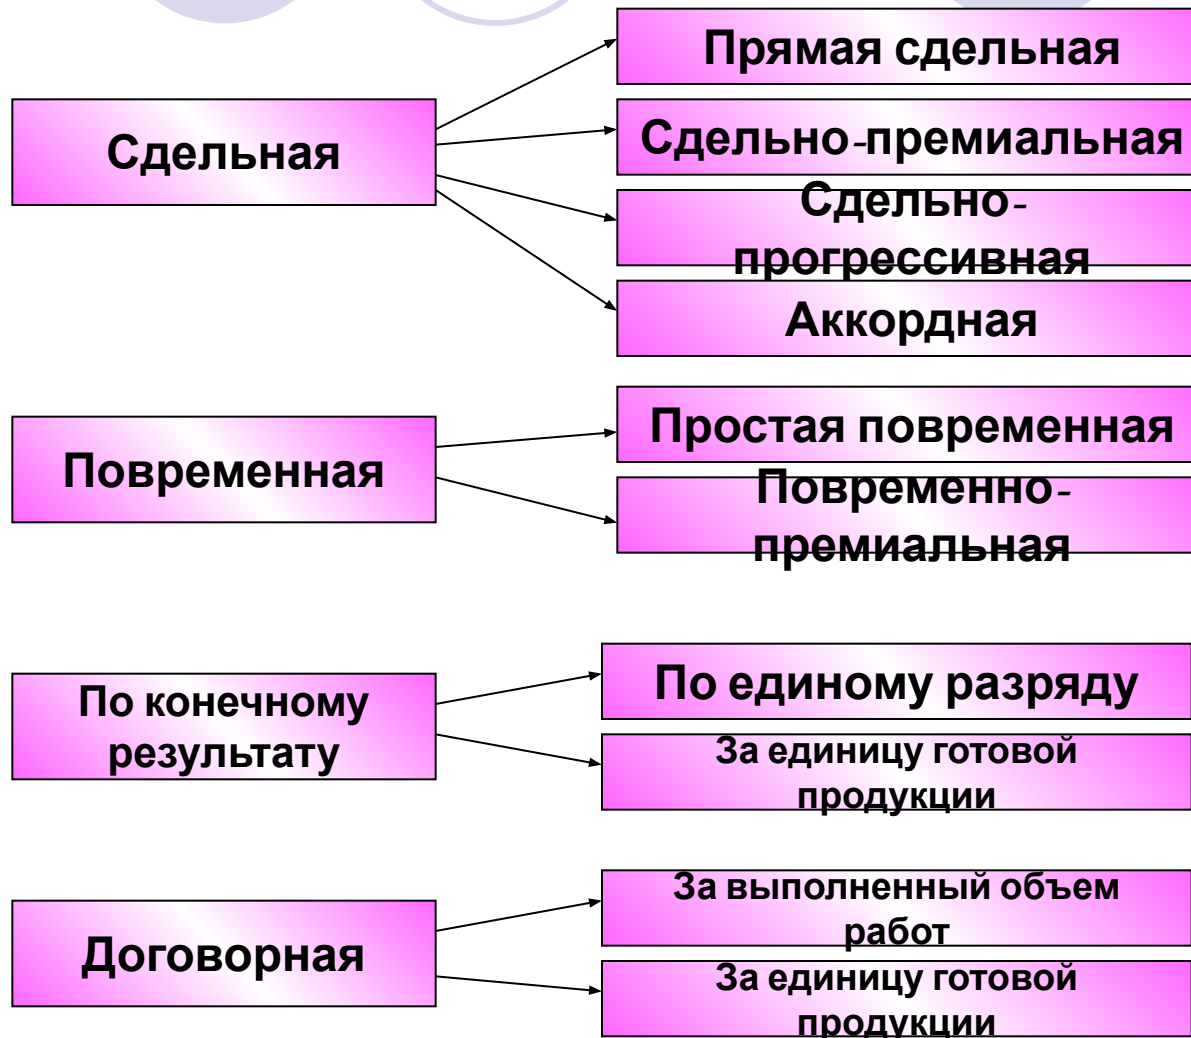 Сдельная
Прямая сдельная
Сдельно-премиальная
Сдельно-
прогрессивная
Аккордная
Повременная
Простая повременная
Повременно-
премиальная
По конечному
результату
По единому разряду
За единицу готовой
продукции
Договорная
За выполненный объем
работ
За единицу готовой
продукции